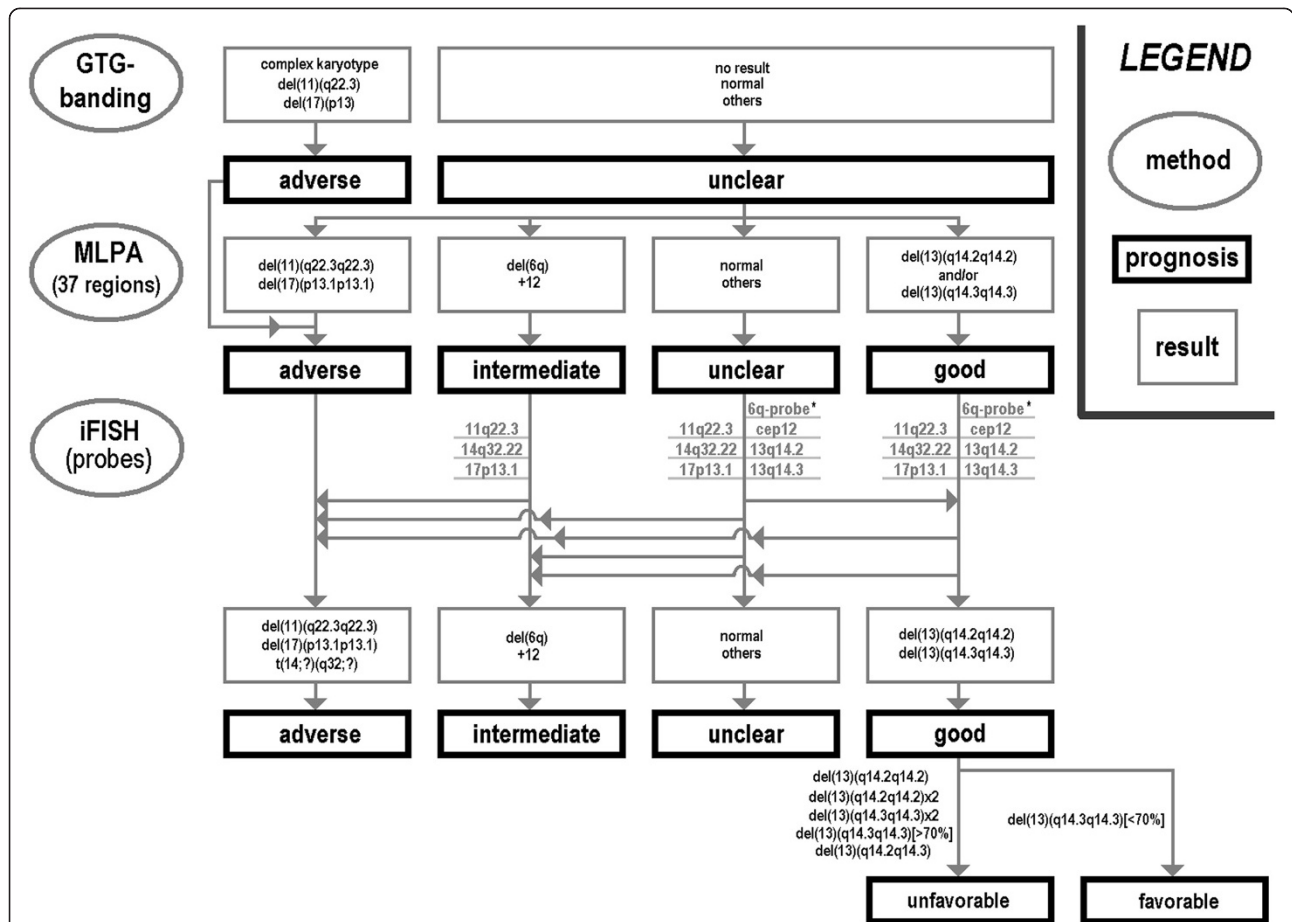 GTG-
banding
complex karyotype
del(11)(q22.3)
del(17)(p13)
no result
normal
others
LEGEND
method
prognosis
result
adverse
unclear
MLPA
(37 regions)
del(11)(q22.3q22.3)
del(17)(p13.1p13.1)
del(6q)
+12
normal
others
del(13)(q14.2q14.2)
and/or
del(13)(q14.3q14.3)
adverse
intermediate
unclear
good
iFISH
(probes)
11q22.3
14q32.22
17p13.1
6q-probe*
11q22.3 cep12
14q32.22 13q14.2
17p13.1 13q14.3
6q-probe*
11q22.3 cep12
14q32.22 13q14.2
17p13.1 13q14.3
del(11)(q22.3q22.3)
del(17)(p13.1p13.1)
t(14;?)(q32;?)
del(6q)
+12
normal
others
del(13)(q14.2q14.2)
del(13)(q14.3q14.3)
adverse
intermediate
unclear
good
del(13)(q14.2q14.2)
del(13)(q14.2q14.2)x2
del(13)(q14.3q14.3)x2
del(13)(q14.3q14.3)[>70%]
del(13)(q14.2q14.3)
del(13)(q14.3q14.3)[<70%]
unfavorable
favorable